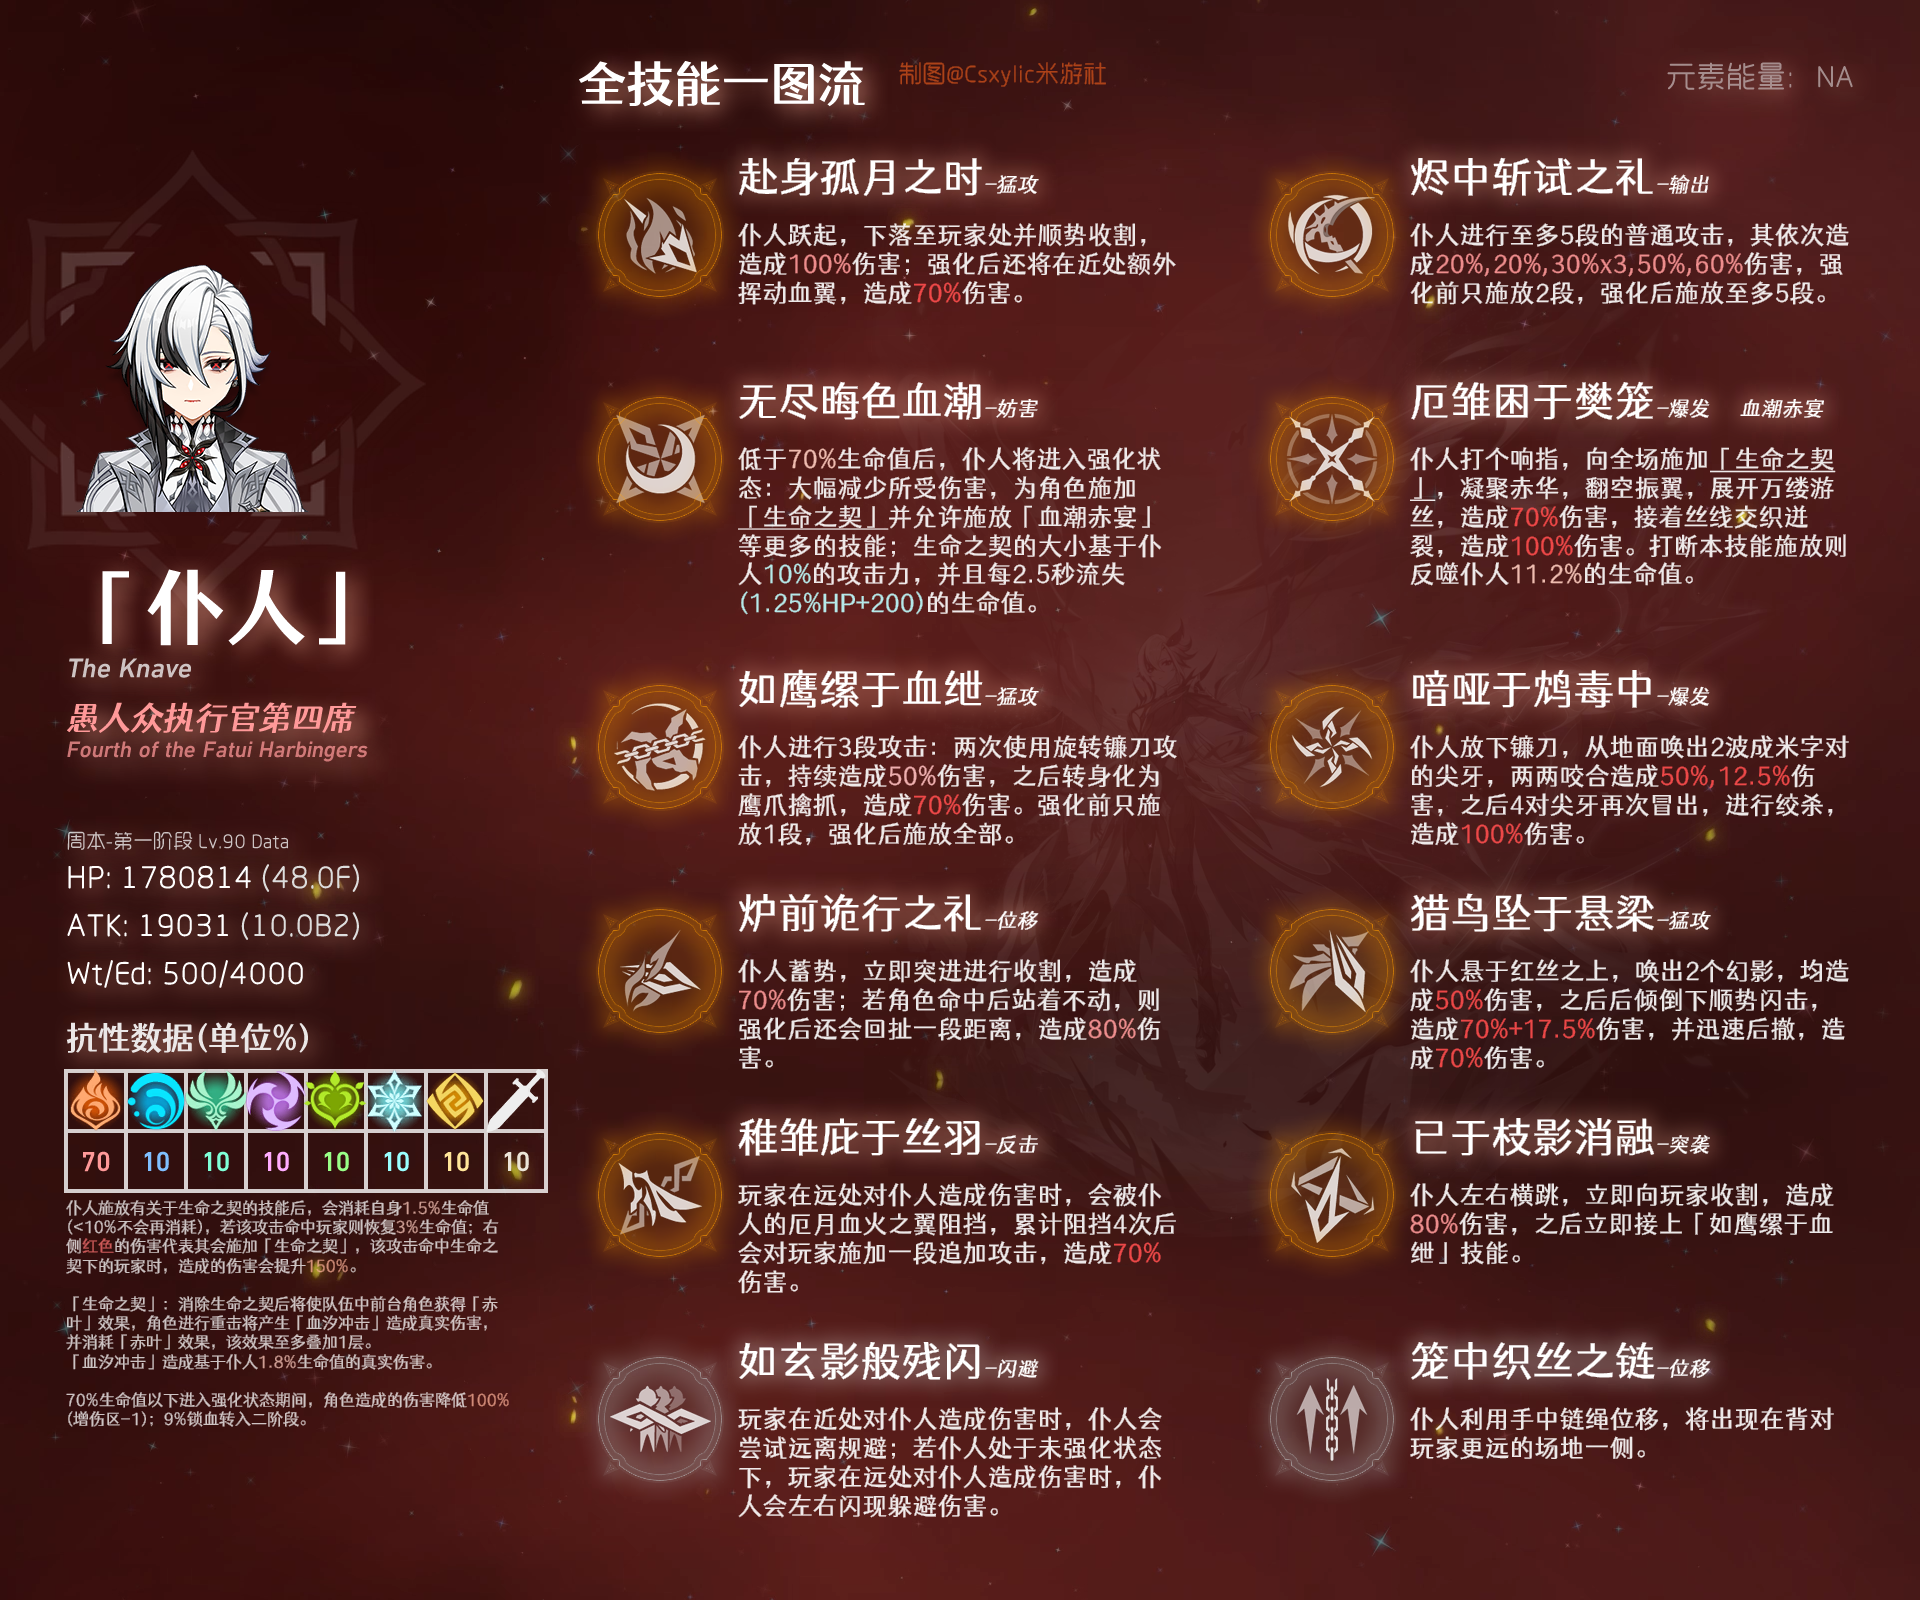 全技能一图流
制图@Csxylic米游社
元素能量： NA
「仆人」
The Knave
愚人众执行官第四席
Fourth of the Fatui Harbingers
周本-第一阶段 Lv.90 Data
HP: 1780814 (48.0F)
ATK: 19031 (10.0B2)
Wt/Ed: 500/4000
抗性数据(单位%)
70 10 10 10 10 10 10 10
仆人施放有关于生命之契的技能后，会消耗自身1.5%生命值
(<10%不会再消耗)，若该攻击命中玩家则恢复3%生命值；右
侧红色的伤害代表其会施加「生命之契」，该攻击命中生命之
契下的玩家时，造成的伤害会提升150%。
「生命之契」：消除生命之契后将使队伍中前台角色获得「赤
叶」效果，角色进行重击将产生「血汐冲击」造成真实伤害，
并消耗「赤叶」效果，该效果至多叠加1层。
「血汐冲击」造成基于仆人1.8%生命值的真实伤害。
70%生命值以下进入强化状态期间，角色造成的伤害降低100%
(增伤区-1)；9%锁血转入二阶段。
赴身孤月之时-猛攻
仆人跃起，下落至玩家处并顺势收割，
造成100%伤害；强化后还将在近处额外
挥动血翼，造成70%伤害。
烬中斩试之礼-输出
仆人进行至多5段的普通攻击，其依次造
成20%,20%,30%x3,50%,60%伤害，强
化前只施放2段，强化后施放至多5段。
无尽晦色血潮-妨害
低于70%生命值后，仆人将进入强化状
态：大幅减少所受伤害，为角色施加
「生命之契」并允许施放「血潮赤宴」
等更多的技能；生命之契的大小基于仆
人10%的攻击力，并且每2.5秒流失
(1.25%HP+200)的生命值。
厄雏困于樊笼-爆发 血潮赤宴
仆人打个响指，向全场施加「生命之契
」，凝聚赤华，翻空振翼，展开万缕游
丝，造成70%伤害，接着丝线交织迸
裂，造成100%伤害。打断本技能施放则
反噬仆人11.2%的生命值。
如鹰缧于血绁-猛攻
仆人进行3段攻击：两次使用旋转镰刀攻
击，持续造成50%伤害，之后转身化为
鹰爪擒抓，造成70%伤害。强化前只施
放1段，强化后施放全部。
喑哑于鸩毒中-爆发
仆人放下镰刀，从地面唤出2波成米字对
的尖牙，两两咬合造成50%,12.5%伤
害，之后4对尖牙再次冒出，进行绞杀，
造成100%伤害。
炉前诡行之礼-位移
仆人蓄势，立即突进进行收割，造成
70%伤害；若角色命中后站着不动，则
强化后还会回扯一段距离，造成80%伤
害。
猎鸟坠于悬梁-猛攻
仆人悬于红丝之上，唤出2个幻影，均造
成50%伤害，之后后倾倒下顺势闪击，
造成70%+17.5%伤害，并迅速后撤，造
成70%伤害。
稚雏庇于丝羽-反击
玩家在远处对仆人造成伤害时，会被仆
人的厄月血火之翼阻挡，累计阻挡4次后
会对玩家施加一段追加攻击，造成70%
伤害。
已于枝影消融-突袭
仆人左右横跳，立即向玩家收割，造成
80%伤害，之后立即接上「如鹰缧于血
绁」技能。
如玄影般残闪-闪避
玩家在近处对仆人造成伤害时，仆人会
尝试远离规避；若仆人处于未强化状态
下，玩家在远处对仆人造成伤害时，仆
人会左右闪现躲避伤害。
笼中织丝之链-位移
仆人利用手中链绳位移，将出现在背对
玩家更远的场地一侧。